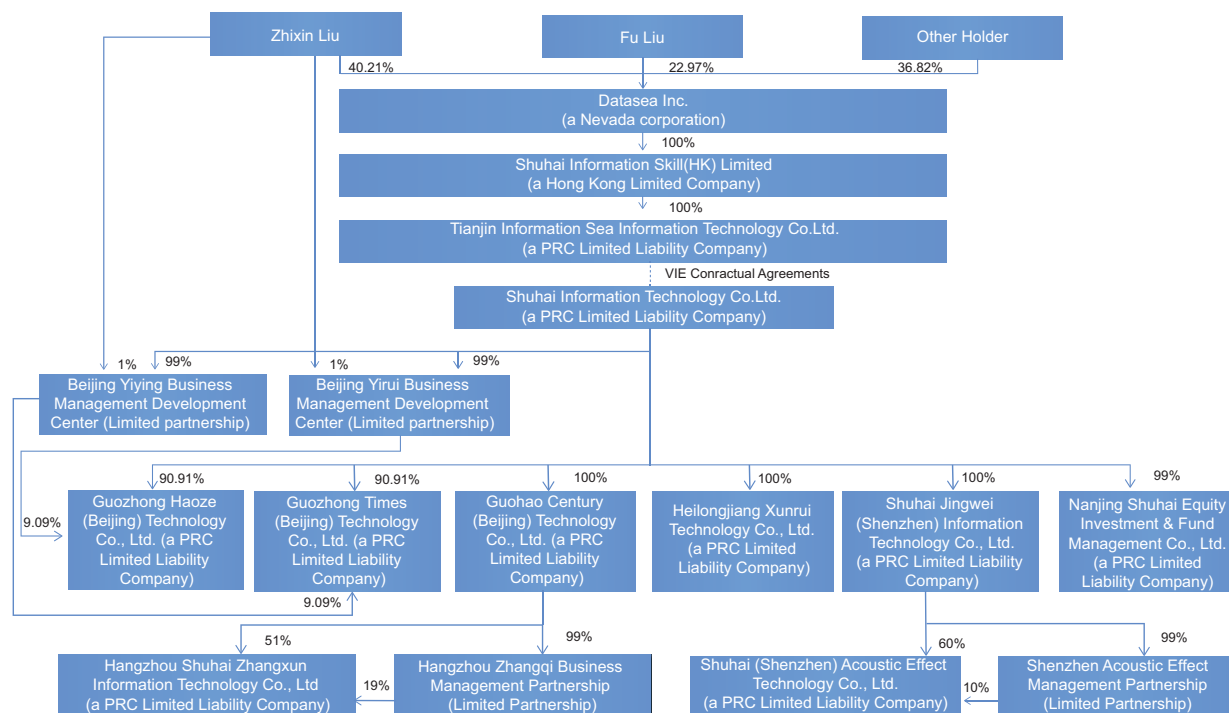 Zhixin Liu
Fu Liu
Other Holder
40.21%
22.97%
36.82%
Datasea Inc.
(a Nevada corporation)
100%
Shuhai Information Skill(HK) Limited
(a Hong Kong Limited Company)
100%
Tianjin Information Sea Information Technology Co.Ltd.
(a PRC Limited Liability Company)
VIE Conractual Agreements
Shuhai Information Technology Co.Ltd.
(a PRC Limited Liability Company)
1%
99%
1%
99%
Beijing Yiying Business
Management Development
Center (Limited partnership)
Beijing Yirui Business
Management Development
Center (Limited partnership)
90.91%
90.91%
100%
100%
100%
99%
9.09%
Guozhong Haoze
(Beijing) Technology
Co., Ltd. (a PRC
Limited Liability
Company)
Guozhong Times
(Beijing) Technology
Co., Ltd. (a PRC
Limited Liability
Company)
Guohao Century
(Beijing) Technology
Co., Ltd. (a PRC
Limited Liability
Company)
Heilongjiang Xunrui
Technology Co., Ltd.
(a PRC Limited
Liability Company)
Shuhai Jingwei
(Shenzhen) Information
Technology Co., Ltd.
(a PRC Limited Liability
Company)
Nanjing Shuhai Equity
Investment & Fund
Management Co., Ltd.
(a PRC Limited
Liability Company)
9.09%
51%
99%
60%
99%
Hangzhou Shuhai Zhangxun
Information Technology Co., Ltd
(a PRC Limited Liability Company)
19%
Hangzhou Zhangqi Business
Management Partnership
(Limited Partnership)
Shuhai (Shenzhen) Acoustic Effect
Technology Co., Ltd.
(a PRC Limited Liability Company)
10%
Shenzhen Acoustic Effect
Management Partnership
(Limited Partnership)